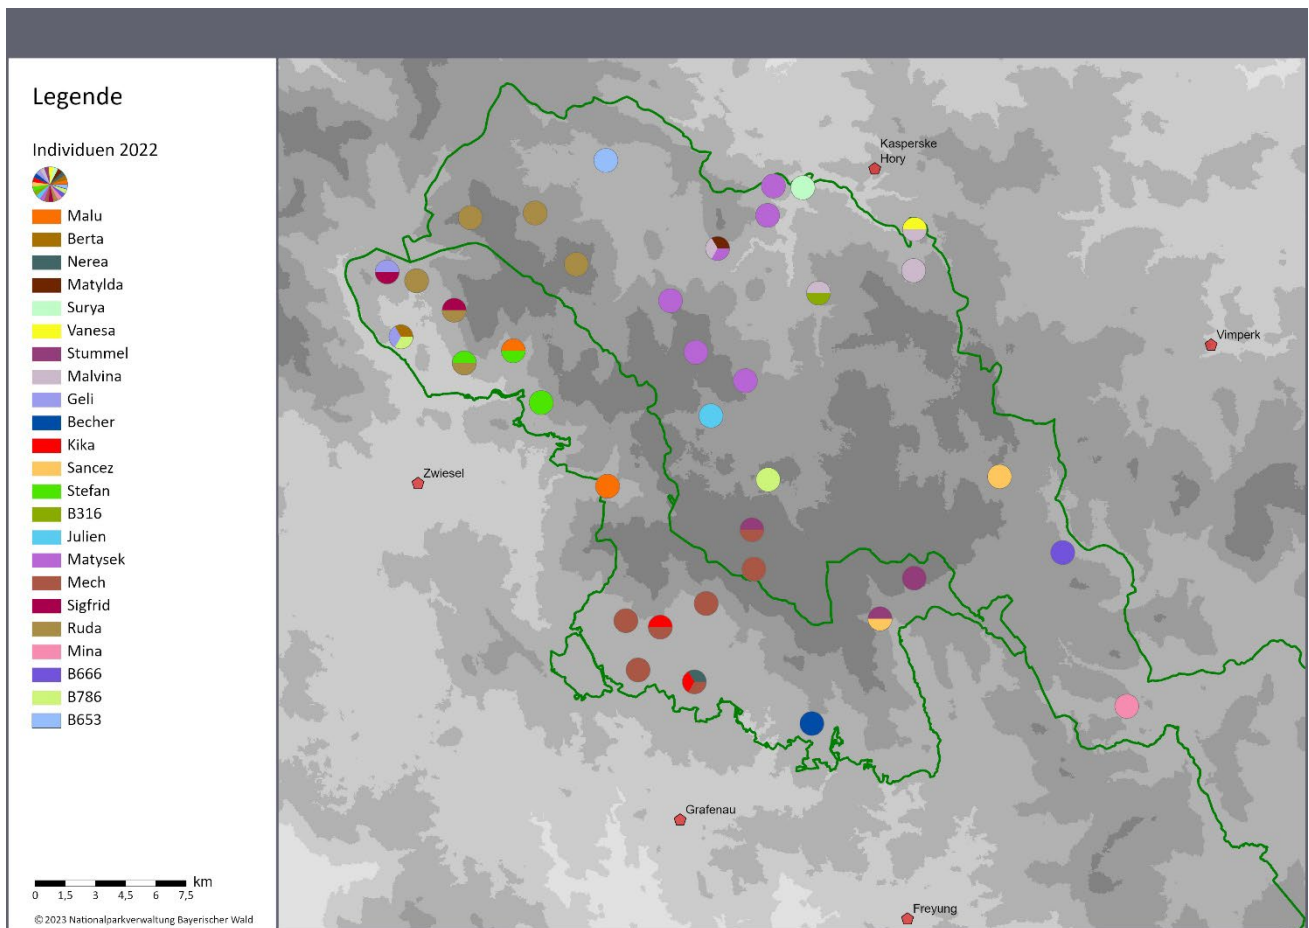 Legende
Individuen 2022
Malu
Berta
Nerea
Matylda
Surya
Vanesa
Stummel
Malvina
Geli
Becher
Kika
Sancez
Stefan
B316
Julien
Matysek
Mech
Sigfrid
Ruda
Mina
B666
B786
B653
km
0 1,5 3 4,5 6 7,5
©2023 Nationalparkverwaltung Bayerischer Wald
Kasperske
Hory
Vimperk
Zwiesel
Grafenau
Freyung